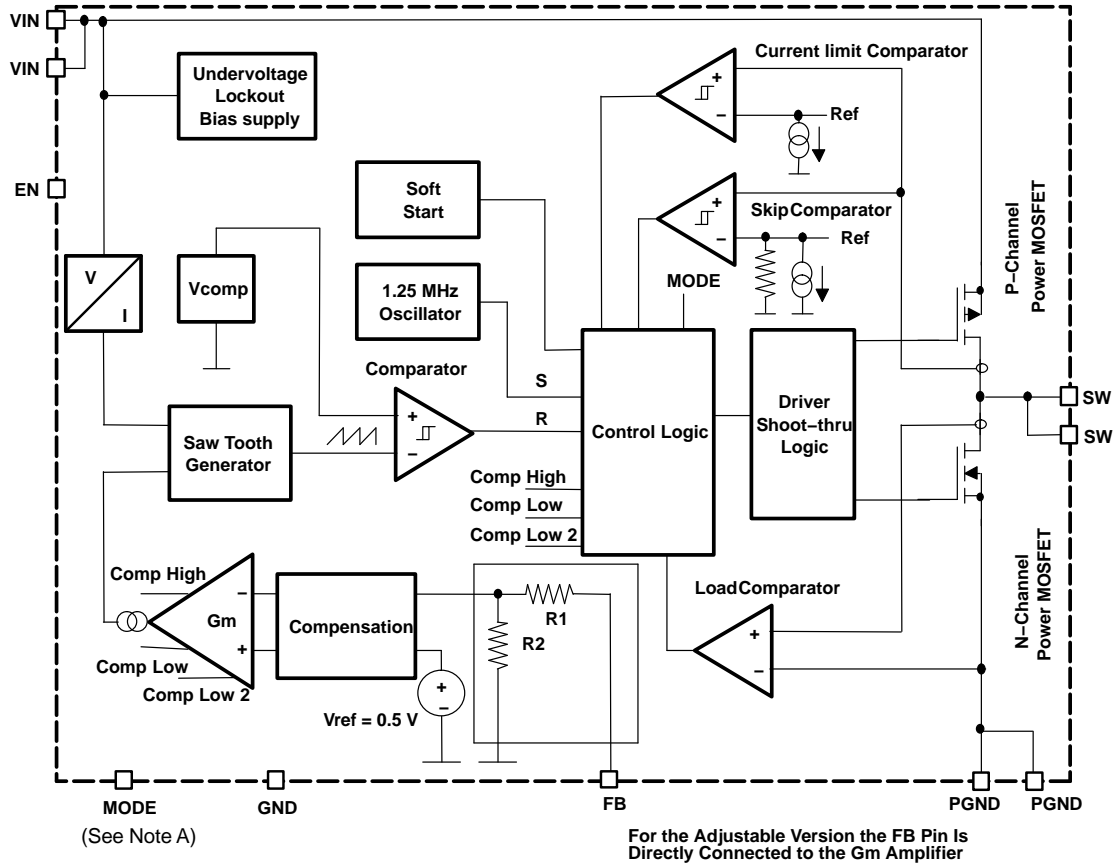 VIN
VIN
Undervoltage
Lockout
Bias supply
Current limit Comparator
+
−
Ref
EN
Soft
Start
+
−
Skip Comparator
Ref
V
I
Vcomp
1.25 MHz
Oscillator
MODE
P−Channel
Power MOSFET
Comparator
+
−
S
R
Saw Tooth
Generator
Control Logic
Driver
Shoot−thru
Logic
SW
SW
Comp High
Comp Low
Comp Low 2
Comp High
Gm
−
+
Comp Low
Comp Low 2
Compensation
R1
R2
+
−
Vref = 0.5 V
Load Comparator
+
−
N−Channel
Power MOSFET
MODE
GND
FB
PGND
PGND
(See Note A)
For the Adjustable Version the FB Pin Is
Directly Connected to the Gm Amplifier